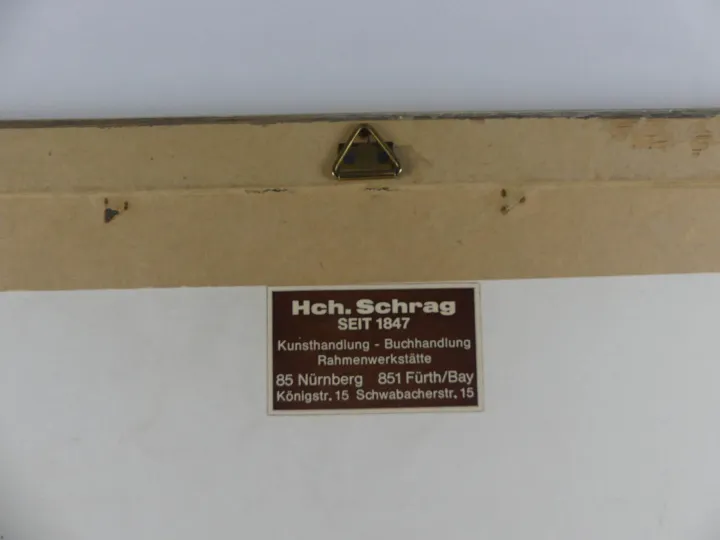 Hch. Schrag
SEIT 1847
Kunsthandlung - Buchhandlung
Rahmenwerkstätte
85 Nürnberg 851 Fürth/Bay
Königstr. 15 Schwabacherstr. 15